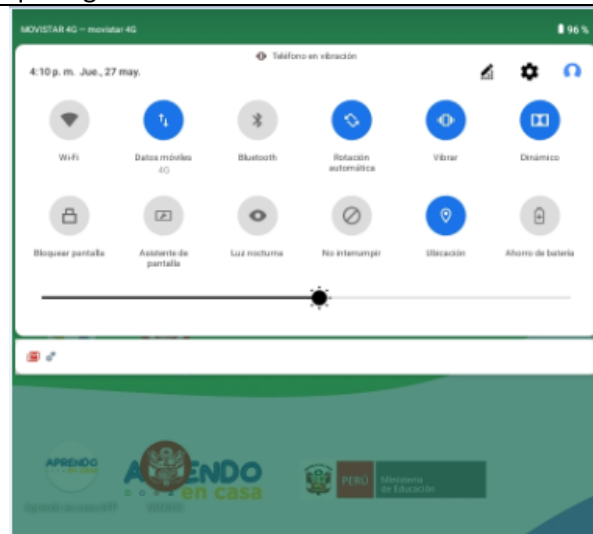 MOVISTAR 4G — movistar 4G
96 %
Teléfono en vibración
4:10 p. m. Jue., 27 may.
Wi-Fi
Datos móviles
4G
Bluetooth
Rotación
automática
Vibrar
Dinámico
Bloquear pantalla
Asistente de
pantalla
Luz nocturna
No interrumpir
Ubicación
Ahorro de batería
APRENDO
en casa
APRENDO
en casa
PERÚ
Ministerio
de Educación